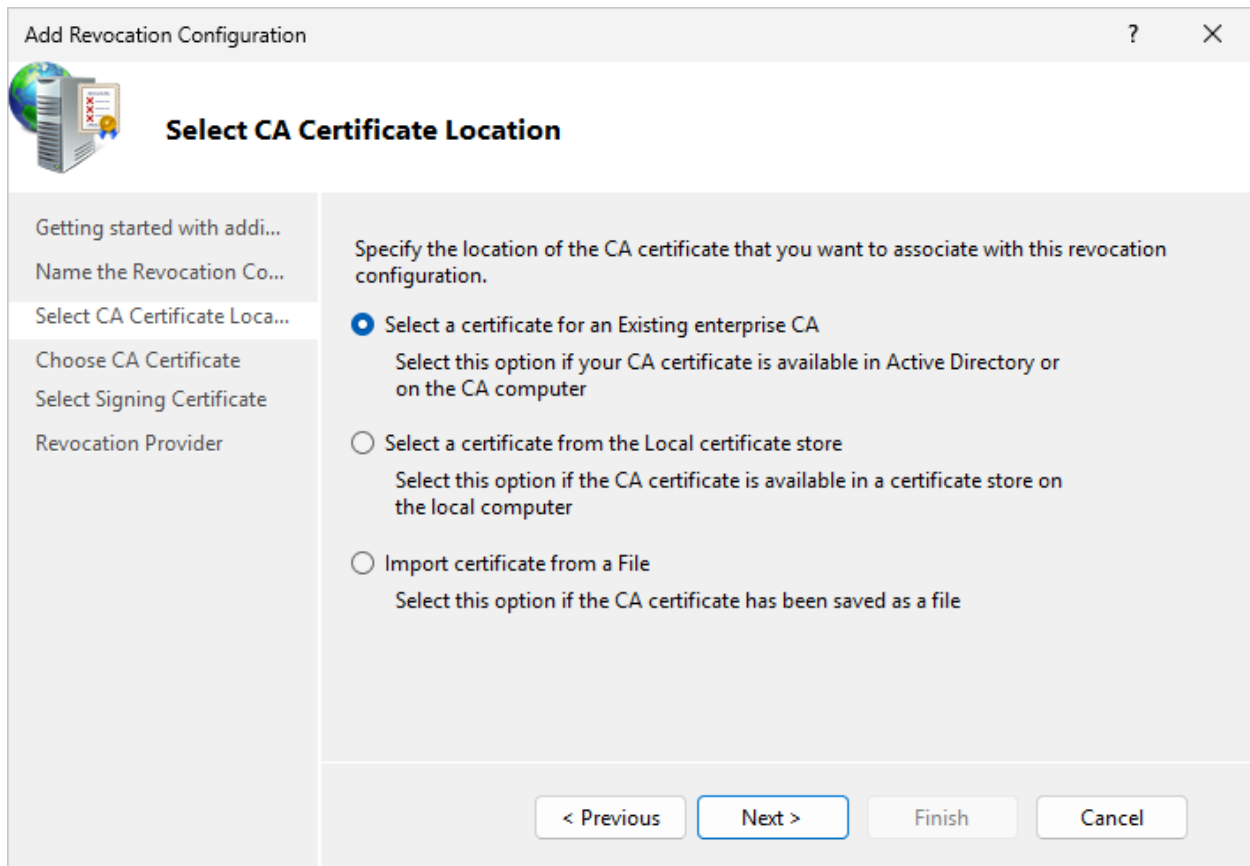 Add Revocation Configuration
?
Select CA Certificate Location
Getting started with addi...
Name the Revocation Co...
Select CA Certificate Loca...
Choose CA Certificate
Select Signing Certificate
Revocation Provider
Specify the location of the CA certificate that you want to associate with this revocation
configuration.
Select a certificate for an Existing enterprise CA
Select this option if your CA certificate is available in Active Directory or
on the CA computer
Select a certificate from the Local certificate store
Select this option if the CA certificate is available in a certificate store on
the local computer
Import certificate from a File
Select this option if the CA certificate has been saved as a file
< Previous
Next >
Finish
Cancel